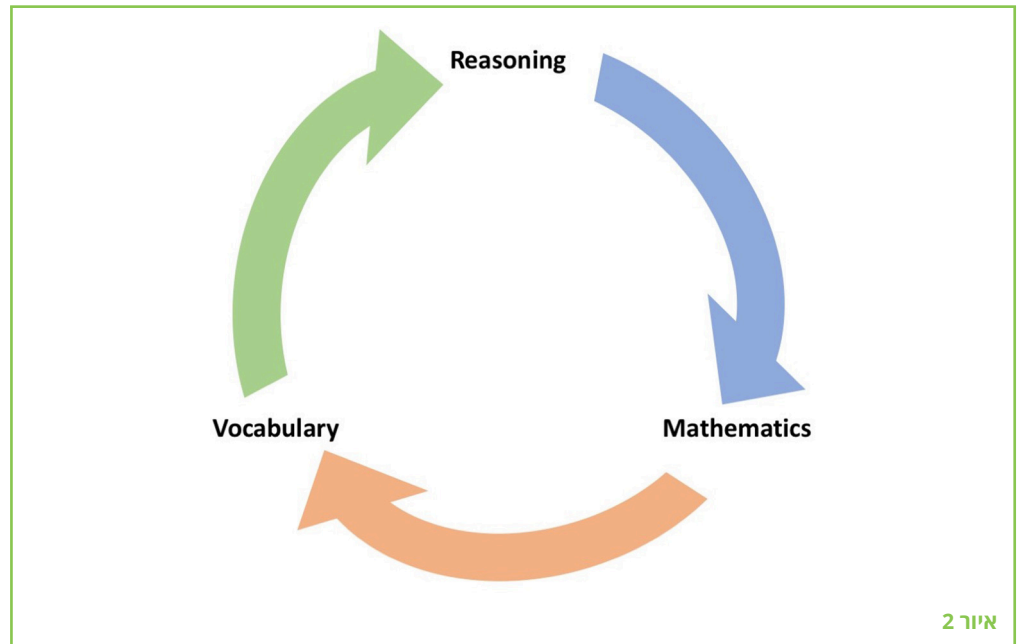 Reasoning
Vocabulary
Mathematics
איור 2